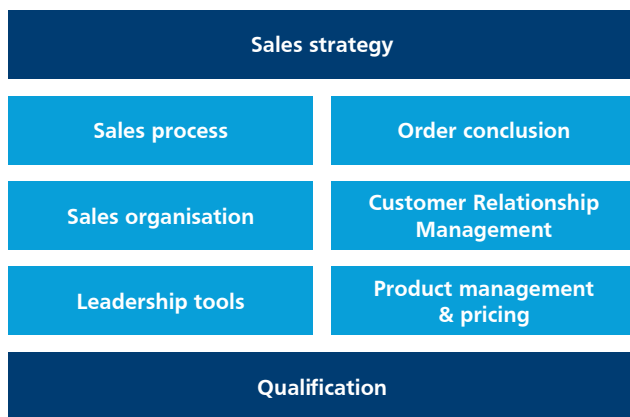 Sales strategy
Sales process
Order conclusion
Sales organisation
Customer Relationship
Management
Leadership tools
Product management
& pricing
Qualification